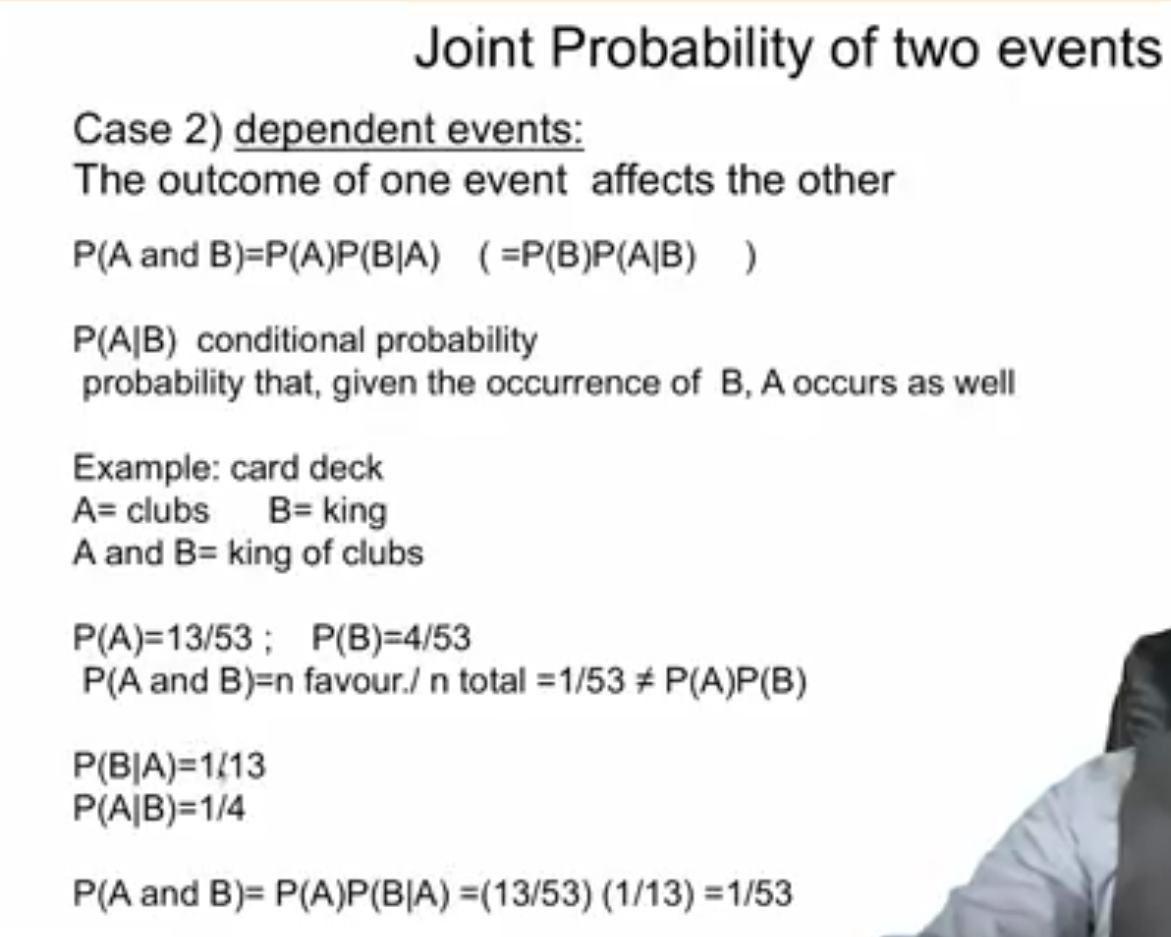 Joint Probability of two events
Case 2) dependent events:
The outcome of one event affects the other
P(A and B)=P(A)P(B|A) ( =P(B)P(A|B) )
P(A|B) conditional probability
probability that, given the occurrence of B, A occurs as well
Example: card deck
A= clubs B= king
A and B= king of clubs
P(A)=13/53 ; P(B)=4/53
P(A and B)=n favour./ n total =1/53 ≠ P(A)P(B)
P(B|A)=1/13
P(A|B)=1/4
P(A and B)= P(A)P(B|A) =(13/53) (1/13) =1/53